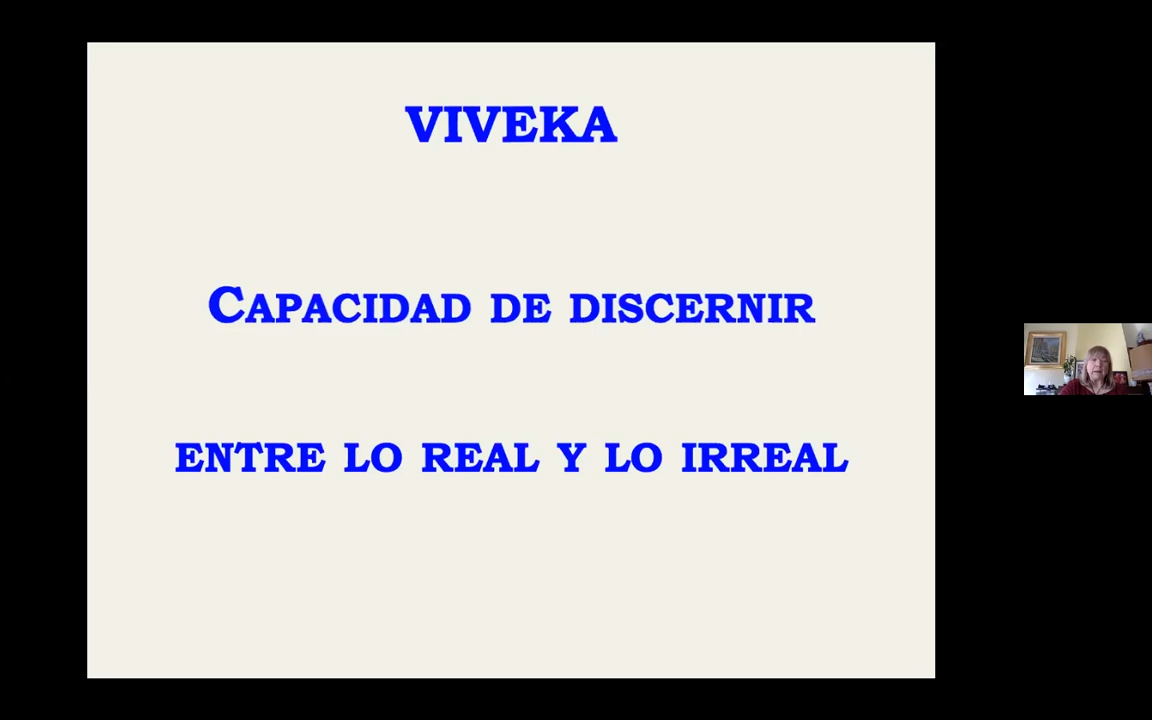 VIVEKA
CAPACIDAD DE DISCERNIR
ENTRE LO REAL Y LO IRREAL